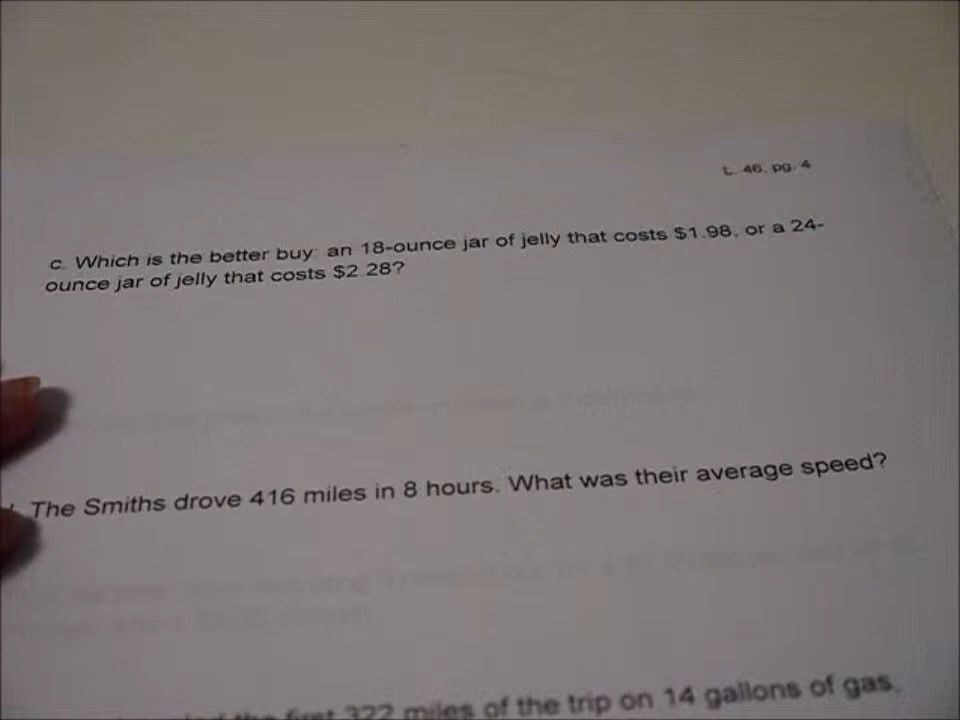 L. 46, pg. 4
c. Which is the better buy: an 18-ounce jar of jelly that costs $1.98, or a 24-
ounce jar of jelly that costs $2.28?
The Smiths drove 416 miles in 8 hours. What was their average speed?
the first 322 miles of the trip on 14 gallons of gas.